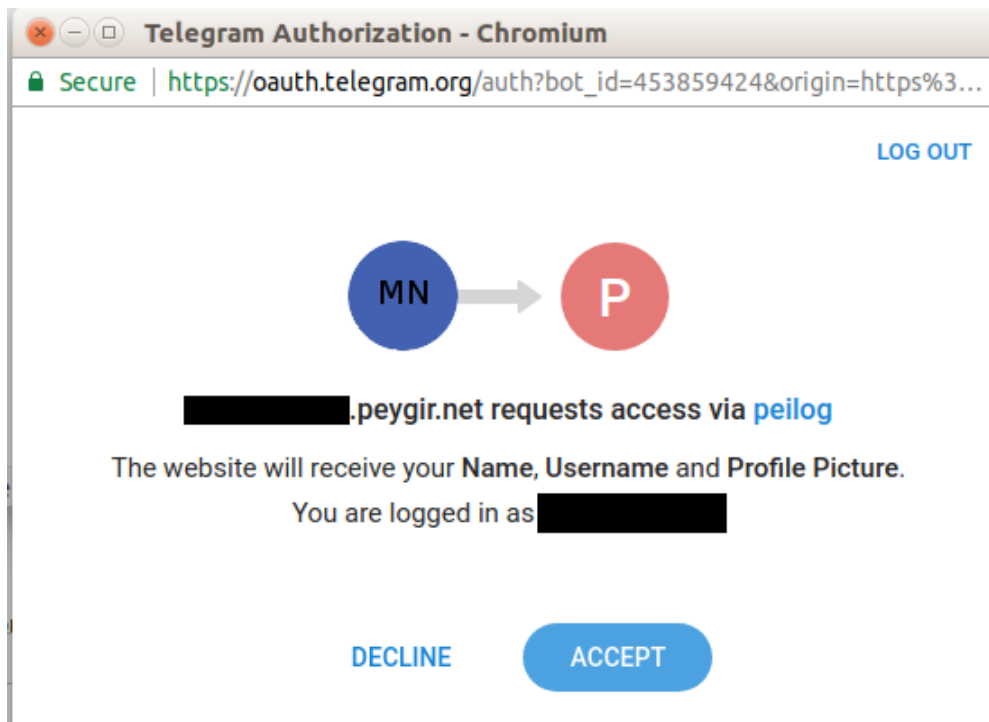 Telegram Authorization - Chromium
Secure | https://oauth.telegram.org/auth?bot_id=453859424&origin=https%3...
LOG OUT
MN P
.peygir.net requests access via peilog
The website will receive your Name, Username and Profile Picture.
You are logged in as
DECLINE ACCEPT